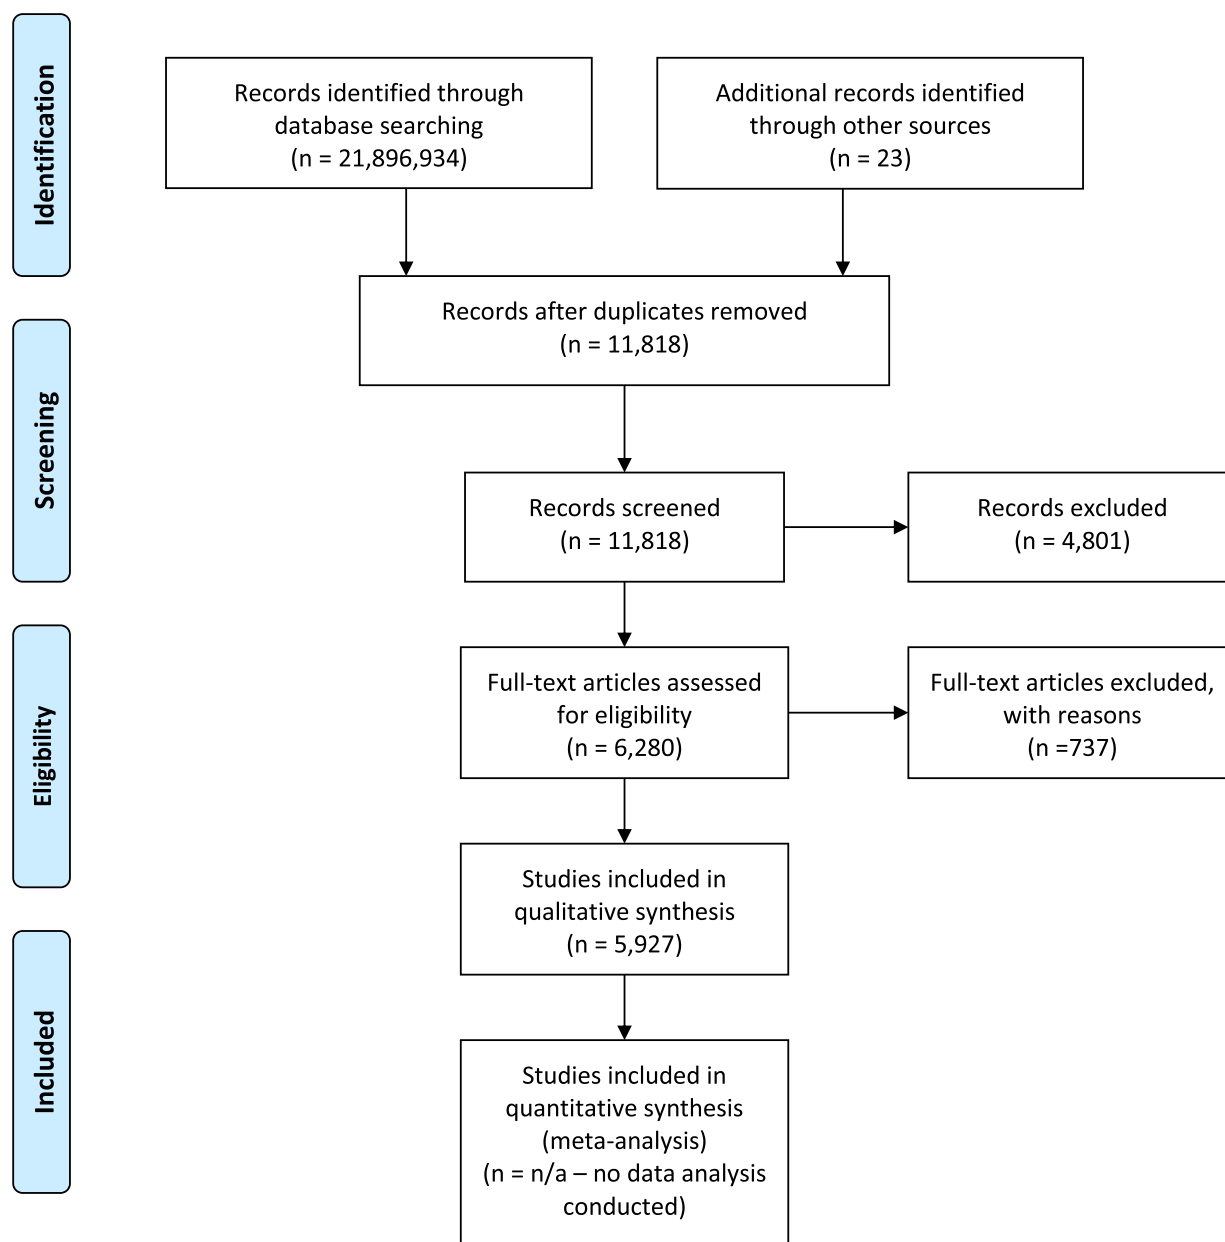 Identification
Records identified through
database searching
(n = 21,896,934)
Additional records identified
through other sources
(n = 23)
Records after duplicates removed
(n = 11,818)
Screening
Records screened
(n = 11,818)
Records excluded
(n = 4,801)
Eligibility
Full-text articles assessed
for eligibility
(n = 6,280)
Full-text articles excluded,
with reasons
(n =737)
Studies included in
qualitative synthesis
(n = 5,927)
Included
Studies included in
quantitative synthesis
(meta-analysis)
(n = n/a – no data analysis
conducted)